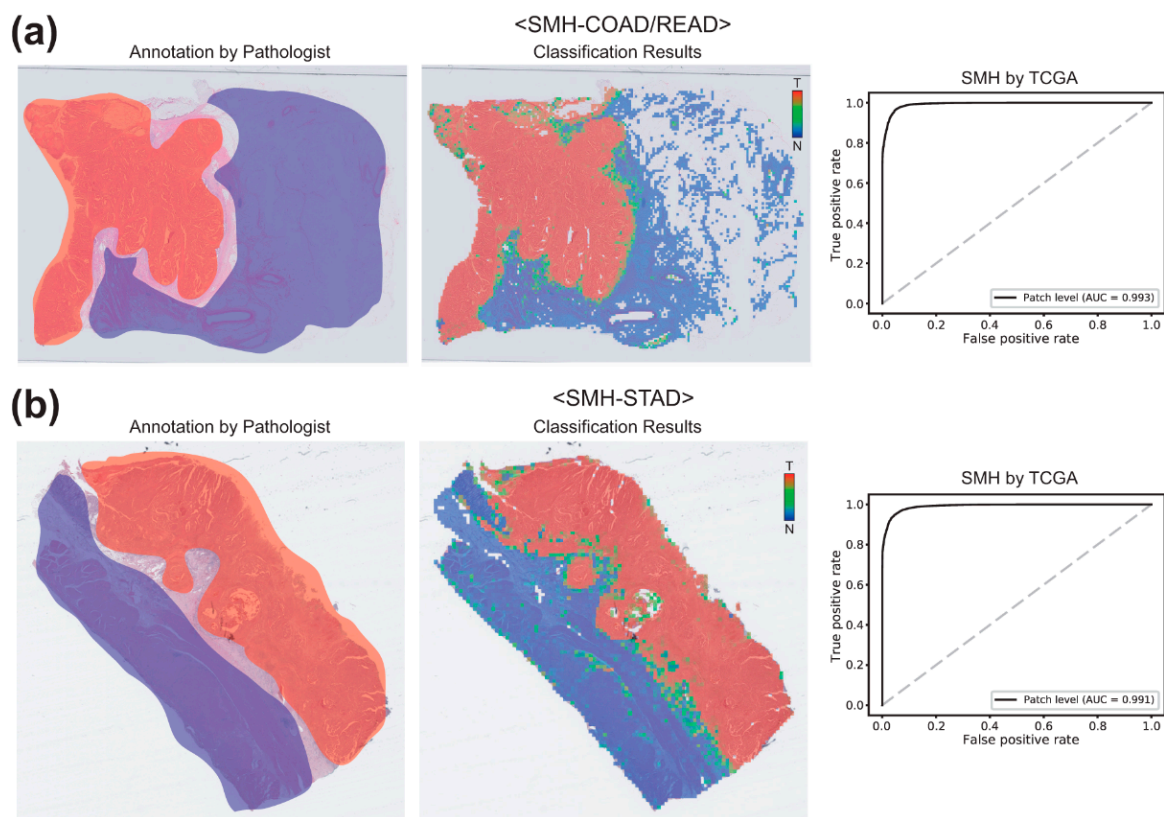 (a)
<SMH-COAD/READ>
Annotation by Pathologist
Classification Results
T
N
SMH by TCGA
True positive rate
1.0
0.8
0.6
0.4
0.2
0.0
Patch level (AUC = 0.993)
0.0 0.2 0.4 0.6 0.8 1.0
False positive rate
(b)
<SMH-STAD>
Annotation by Pathologist
Classification Results
T
N
SMH by TCGA
True positive rate
1.0
0.8
0.6
0.4
0.2
0.0
Patch level (AUC = 0.991)
0.0 0.2 0.4 0.6 0.8 1.0
False positive rate